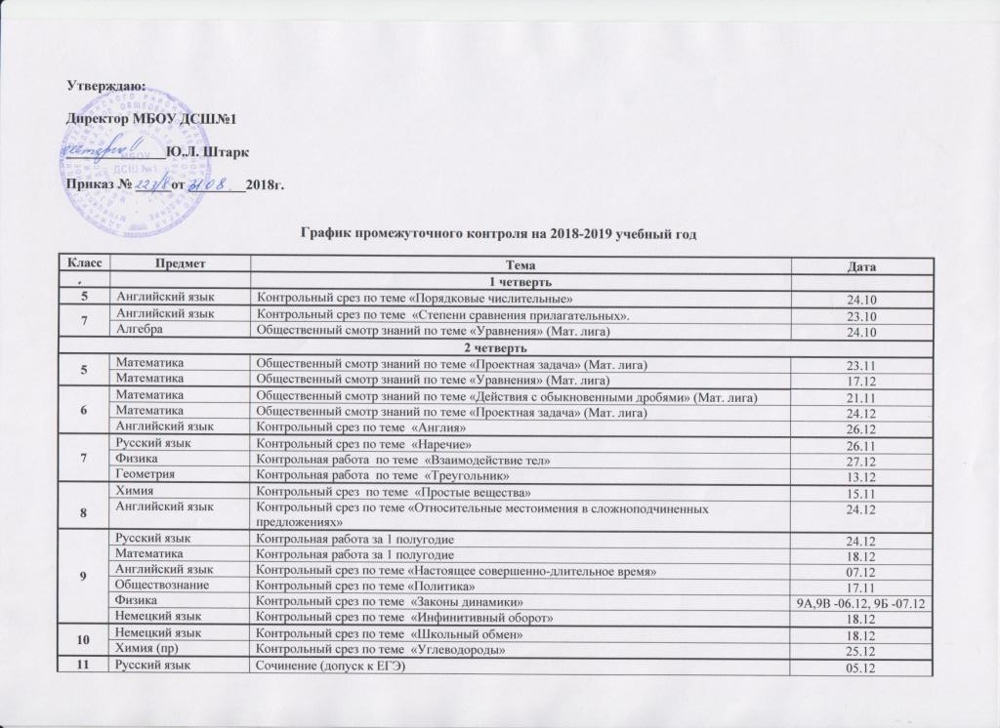 Утверждаю:
Директор МБОУ ДСШ№1
Ю.Л. Штарк
Приказ № 223/8 от 31 08. 2018г.
МБОУ
ДСШ №1
График промежуточного контроля на 2018-2019 учебный год
Класс Предмет Тема Дата
1 четверть
5 Английский язык Контрольный срез по теме «Порядковые числительные» 24.10
7 Английский язык Контрольный срез по теме «Степени сравнения прилагательных». 23.10
Алгебра Общественный смотр знаний по теме «Уравнения» (Мат. лига) 24.10
2 четверть
5 Математика Общественный смотр знаний по теме «Проектная задача» (Мат. лига) 23.11
Математика Общественный смотр знаний по теме «Уравнения» (Мат. лига) 17.12
6 Математика Общественный смотр знаний по теме «Действия с обыкновенными дробями» (Мат. лига) 21.11
Математика Общественный смотр знаний по теме «Проектная задача» (Мат. лига) 24.12
Английский язык Контрольный срез по теме «Англия» 26.12
7 Русский язык Контрольный срез по теме «Наречие» 26.11
Физика Контрольная работа по теме «Взаимодействие тел» 27.12
Геометрия Контрольная работа по теме «Треугольник» 13.12
8 Химия Контрольный срез по теме «Простые вещества» 15.11
Английский язык Контрольный срез по теме «Относительные местоимения в сложноподчиненных 24.12
предложениях»
9 Русский язык Контрольная работа за 1 полугодие 24.12
Математика Контрольная работа за 1 полугодие 18.12
Английский язык Контрольный срез по теме «Настоящее совершенно-длительное время» 07.12
Обществознание Контрольный срез по теме «Политика» 17.11
Физика Контрольный срез по теме «Законы динамики» 9А,9В -06.12, 9Б -07.12
Немецкий язык Контрольный срез по теме «Инфинитивный оборот» 18.12
10 Немецкий язык Контрольный срез по теме «Школьный обмен» 18.12
Химия (пр) Контрольный срез по теме «Углеводороды» 25.12
11 Русский язык Сочинение (допуск к ЕГЭ) 05.12